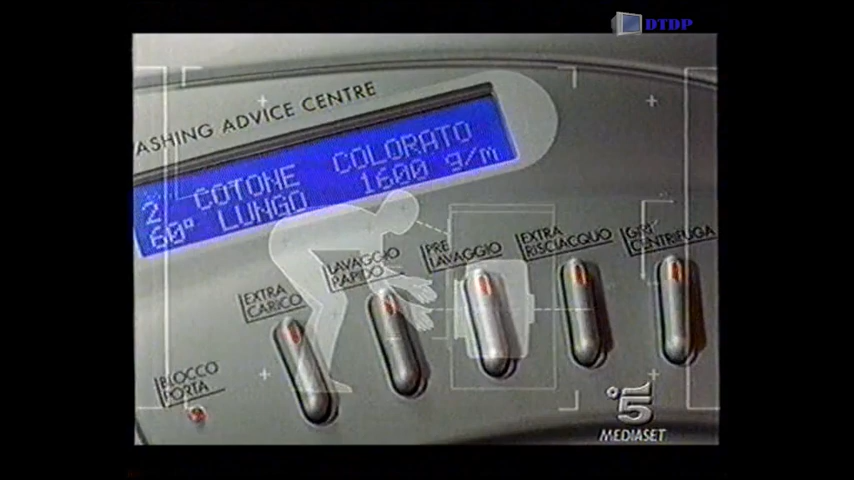 DTDP
ASHING ADVICE CENTRE
2 COTONE COLORATO
60° LUNGO 1600 g/m
EXTRA
CARICO
LAVAGGIO
RAPIDO
PRE
LAVAGGIO
EXTRA
RISCIACQUO
GIRI
CENTRIFUGA
BLOCCO
PORTA
5
MEDIASET